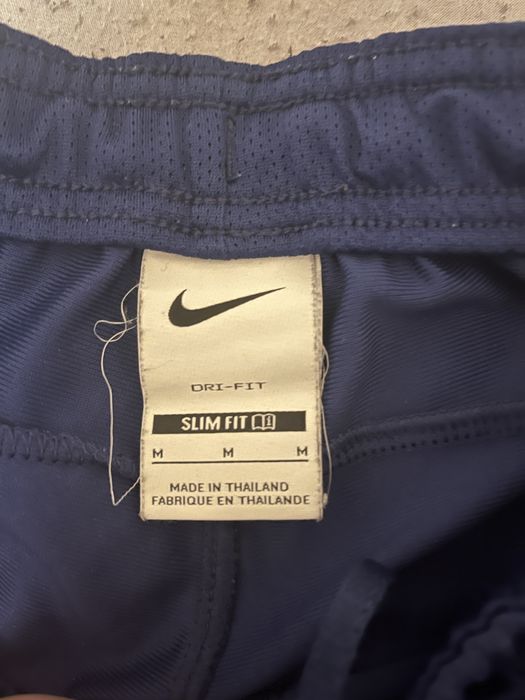 DRI-FIT
SLIM FIT
M M M
MADE IN THAILAND
FABRIQUE EN THAILANDE